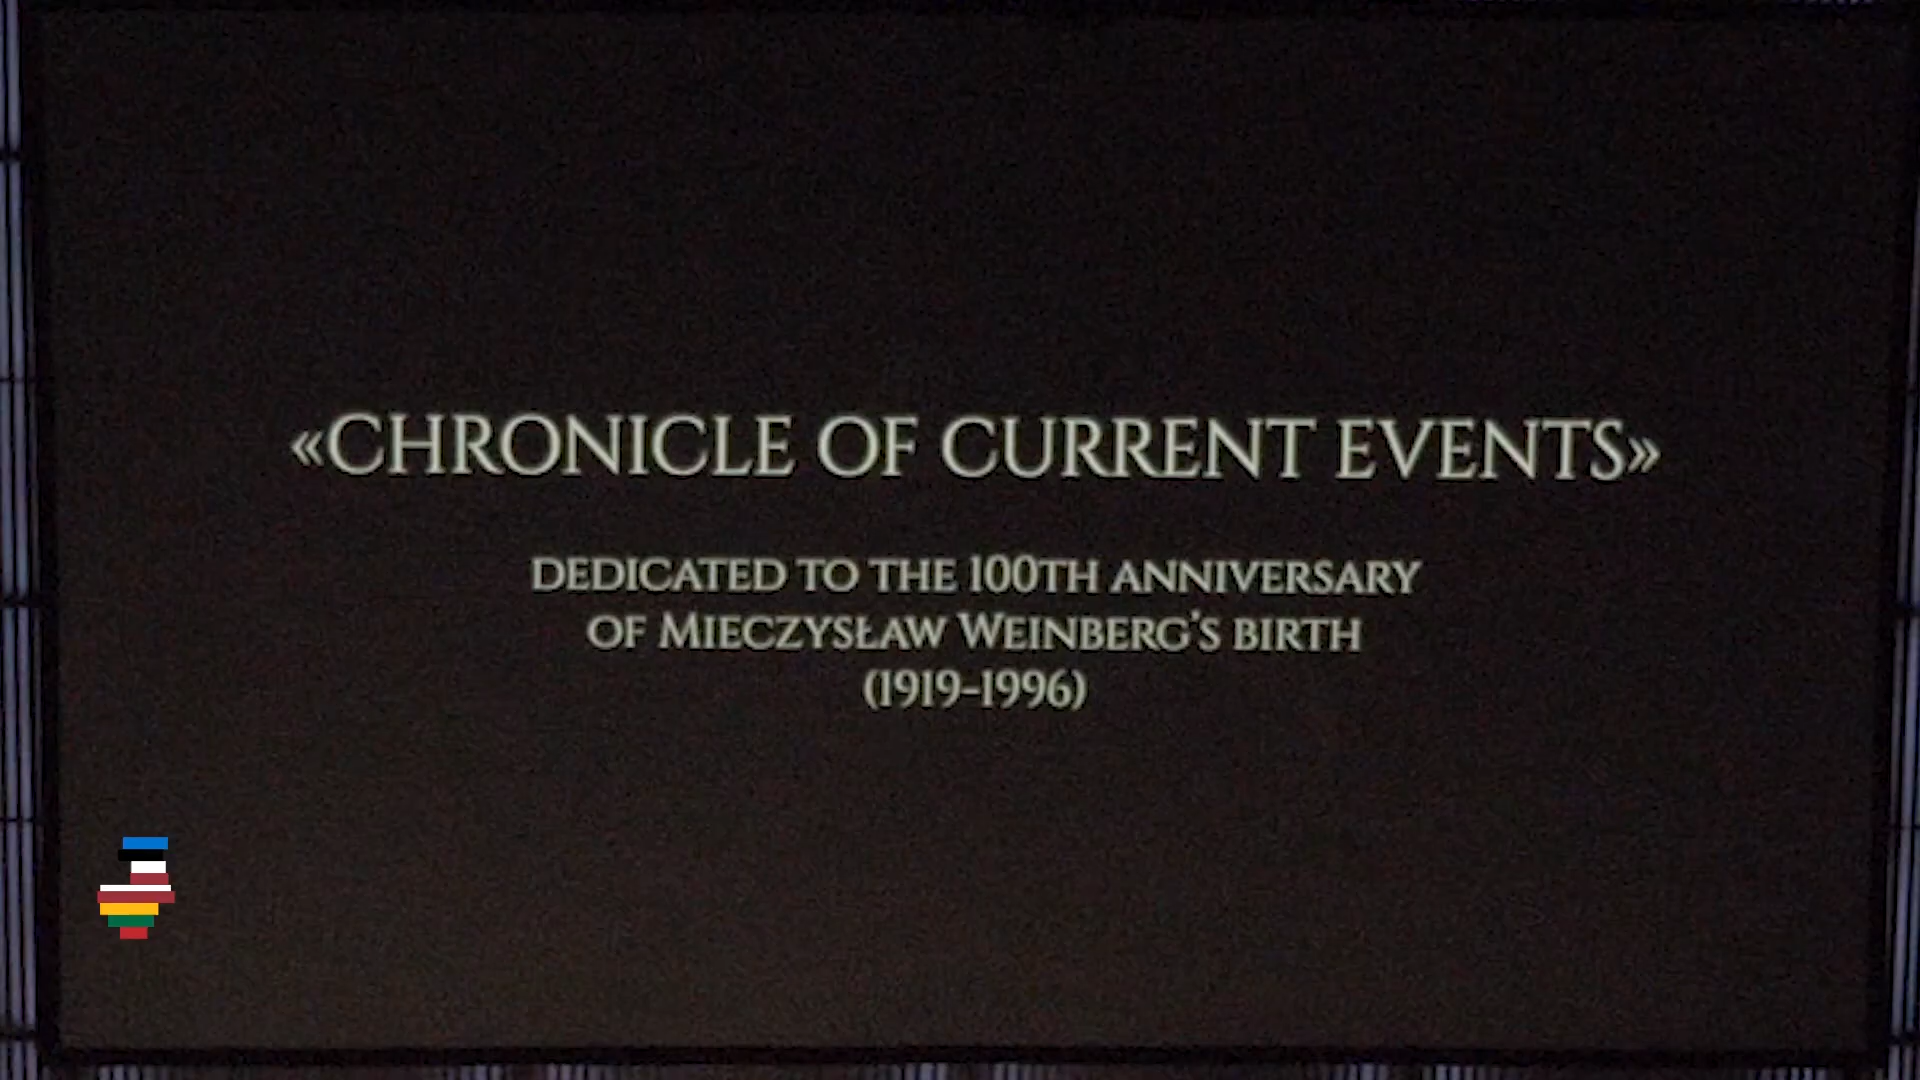 «CHRONICLE OF CURRENT EVENTS»
DEDICATED TO THE 100TH ANNIVERSARY
OF MIECZYSŁAW WEINBERG'S BIRTH
(1919-1996)